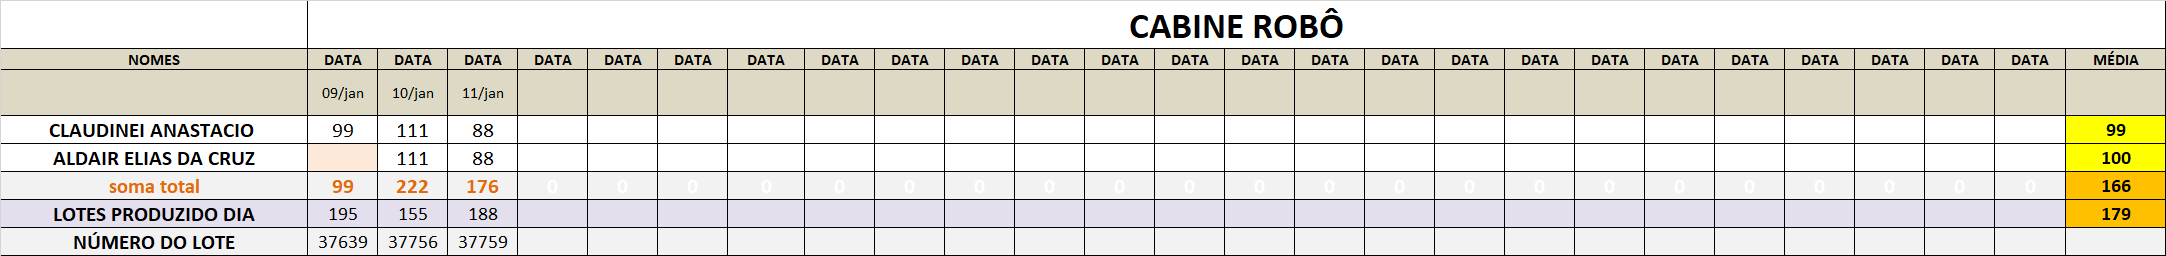 CABINE ROBÔ
NOMES DATA DATA DATA DATA DATA DATA DATA DATA DATA DATA DATA DATA DATA DATA DATA DATA DATA DATA DATA DATA DATA DATA DATA DATA DATA MÉDIA
09/jan 10/jan 11/jan
CLAUDINEI ANASTACIO 99 111 88 99
ALDAIR ELIAS DA CRUZ 111 88 100
soma total 99 222 176 0 0 0 0 0 0 0 0 0 0 0 0 0 0 0 0 0 0 0 0 0 0 166
LOTES PRODUZIDO DIA 195 155 188 179
NÚMERO DO LOTE 37639 37756 37759